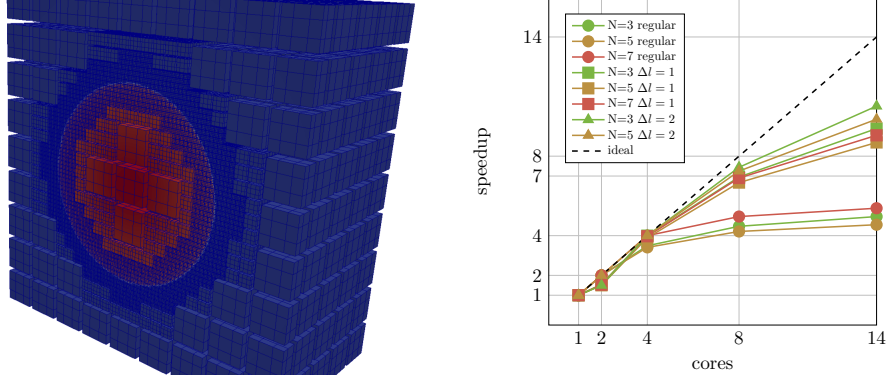 N=3 regular
N=5 regular
N=7 regular
N=3 Δl = 1
N=5 Δl = 1
N=7 Δl = 1
N=3 Δl = 2
N=5 Δl = 2
ideal
speedup
14
8
7
4
2
1
1 2 4 8 14
cores